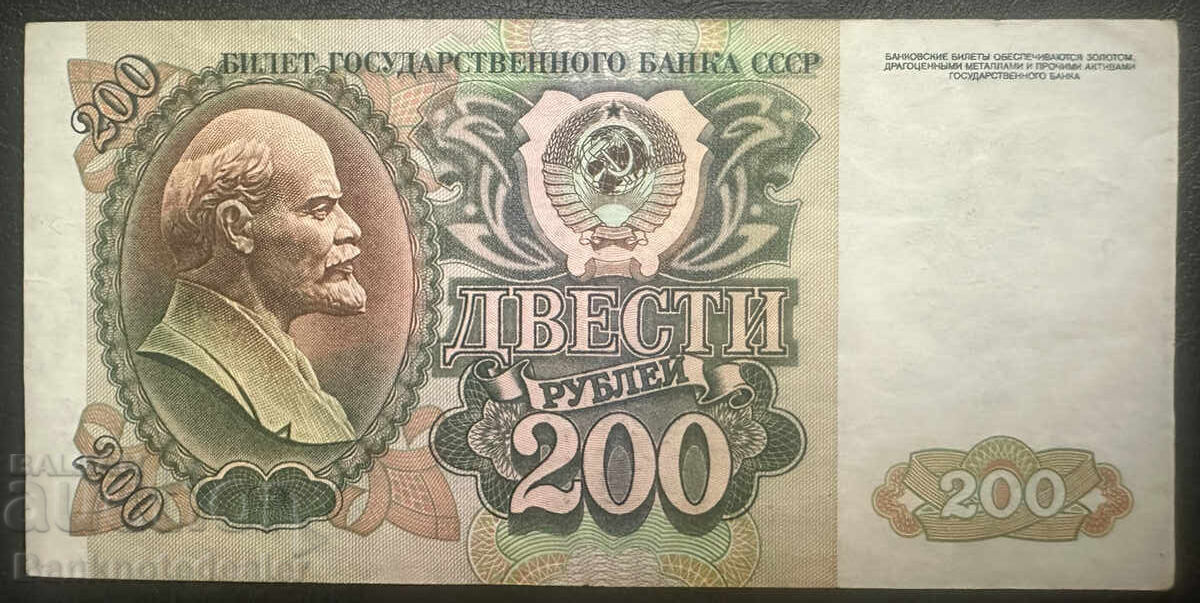 200
БИЛЕТ ГОСУДАРСТВЕННОГО БАНКА СССР
БАНКОВСКИЕ БИЛЕТЫ ОБЕСПЕЧИВАЮТСЯ ЗОЛОТОМ,
ДРАГОЦЕННЫМИ МЕТАЛЛАМИ И ПРОЧИМИ АКТИВАМИ
ГОСУДАРСТВЕННОГО БАНКА
ДВЕСТИ
РУБЛЕЙ
200
200
200
Banknotodealer